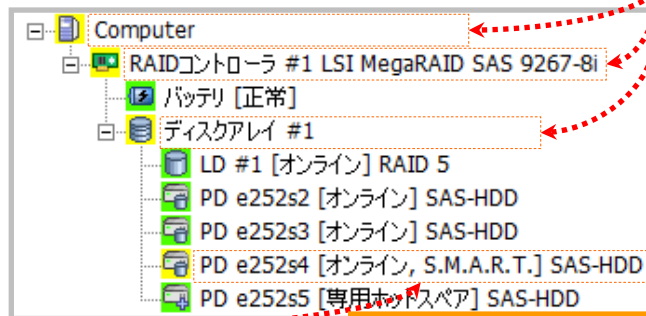 Computer
RAIDコントローラ #1 LSI MegaRAID SAS 9267-8i
バッテリ [正常]
ディスクアレイ #1
LD #1 [オンライン] RAID 5
PD e252s2 [オンライン] SAS-HDD
PD e252s3 [オンライン] SAS-HDD
PD e252s4 [オンライン, S.M.A.R.T.] SAS-HDD
PD e252s5 [専用ホットスペア] SAS-HDD